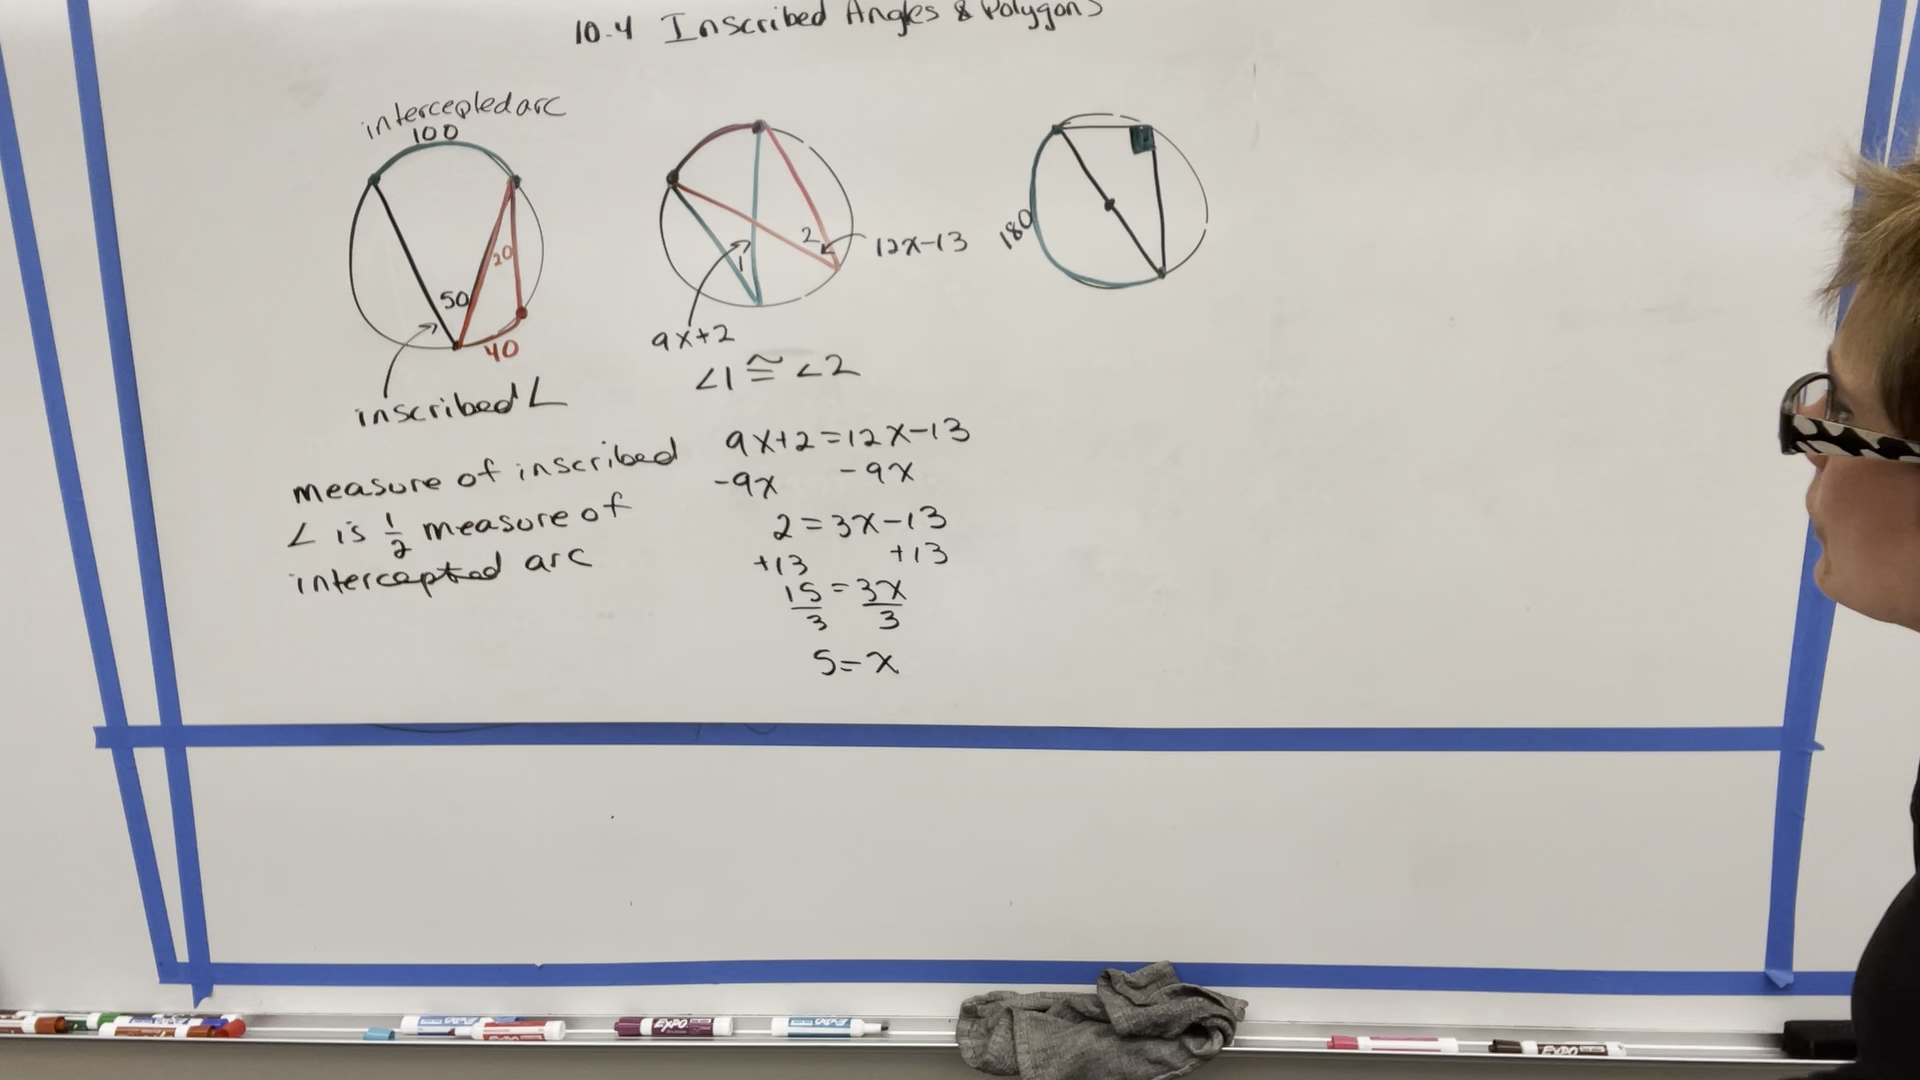 10.4 Inscribed Angles & Polygons
intercepted arc
100
50
20
40
inscribed ∠
measure of inscribed
∠ is 1/2 measure of
intercepted arc
1
2
12x-13
9x+2
∠1 ≅ ∠2
9x+2=12x-13
-9x -9x
2=3x-13
+13 +13
15/3 = 3x/3
5=x
180
EXPO
EXPO